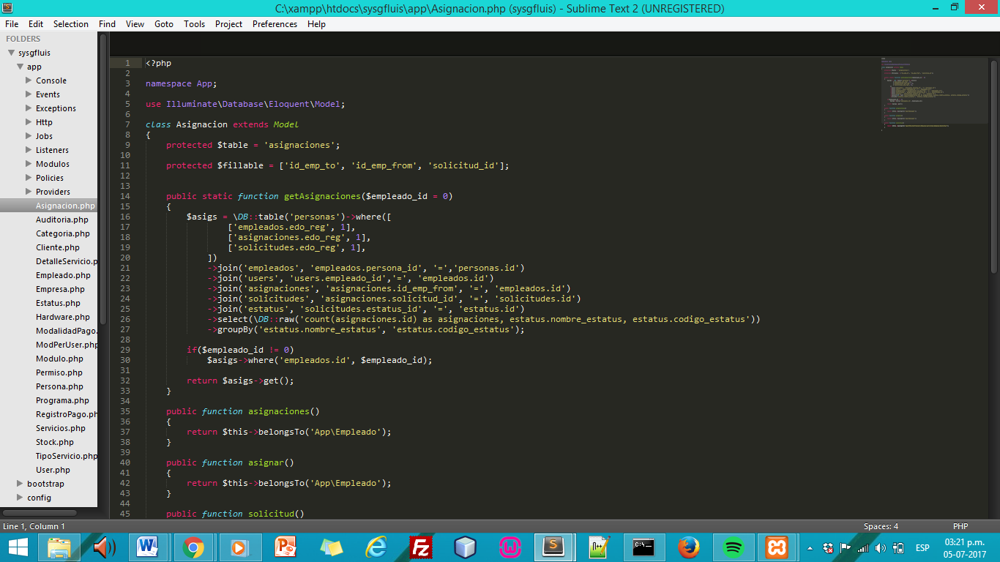 C:\xampp\htdocs\sysgfluis\app\Asignacion.php (sysgfluis) - Sublime Text 2 (UNREGISTERED)
File Edit Selection Find View Goto Tools Project Preferences Help
FOLDERS
sysgfluis
app
Console
Events
Exceptions
Http
Jobs
Listeners
Modulos
Policies
Providers
Asignacion.php
Auditoria.php
Categoria.php
Cliente.php
DetalleServicio.p
Empleado.php
Empresa.php
Estatus.php
Hardware.php
ModalidadPago.
ModPerUser.php
Modulo.php
Permiso.php
Persona.php
Programa.php
RegistroPago.ph
Servicios.php
Stock.php
TipoServicio.php
User.php
bootstrap
config
1 <?php
2
3 namespace App;
4
5 use Illuminate\Database\Eloquent\Model;
6
7 class Asignacion extends Model
8 {
9 protected $table = 'asignaciones';
10
11 protected $fillable = ['id_emp_to', 'id_emp_from', 'solicitud_id'];
12
13
14 public static function getAsignaciones($empleado_id = 0)
15 {
16 $asigs = \DB::table('personas')->where([
17 ['empleados.edo_reg', 1],
18 ['asignaciones.edo_reg', 1],
19 ['solicitudes.edo_reg', 1],
20 ])
21 ->join('empleados', 'empleados.persona_id', '=','personas.id')
22 ->join('users', 'users.empleado_id','=', 'empleados.id')
23 ->join('asignaciones', 'asignaciones.id_emp_from', '=', 'empleados.id')
24 ->join('solicitudes', 'asignaciones.solicitud_id', '=', 'solicitudes.id')
25 ->join('estatus', 'solicitudes.estatus_id', '=', 'estatus.id')
26 ->select(\DB::raw('count(asignaciones.id) as asignaciones, estatus.nombre_estatus, estatus.codigo_estatus'))
27 ->groupBy('estatus.nombre_estatus', 'estatus.codigo_estatus');
28
29 if($empleado_id != 0)
30 $asigs->where('empleados.id', $empleado_id);
31
32 return $asigs->get();
33 }
34
35 public function asignaciones()
36 {
37 return $this->belongsTo('App\Empleado');
38 }
39
40 public function asignar()
41 {
42 return $this->belongsTo('App\Empleado');
43 }
44
45 public function solicitud()
Line 1, Column 1 Spaces: 4 PHP
ESP
03:21 p.m.
05-07-2017